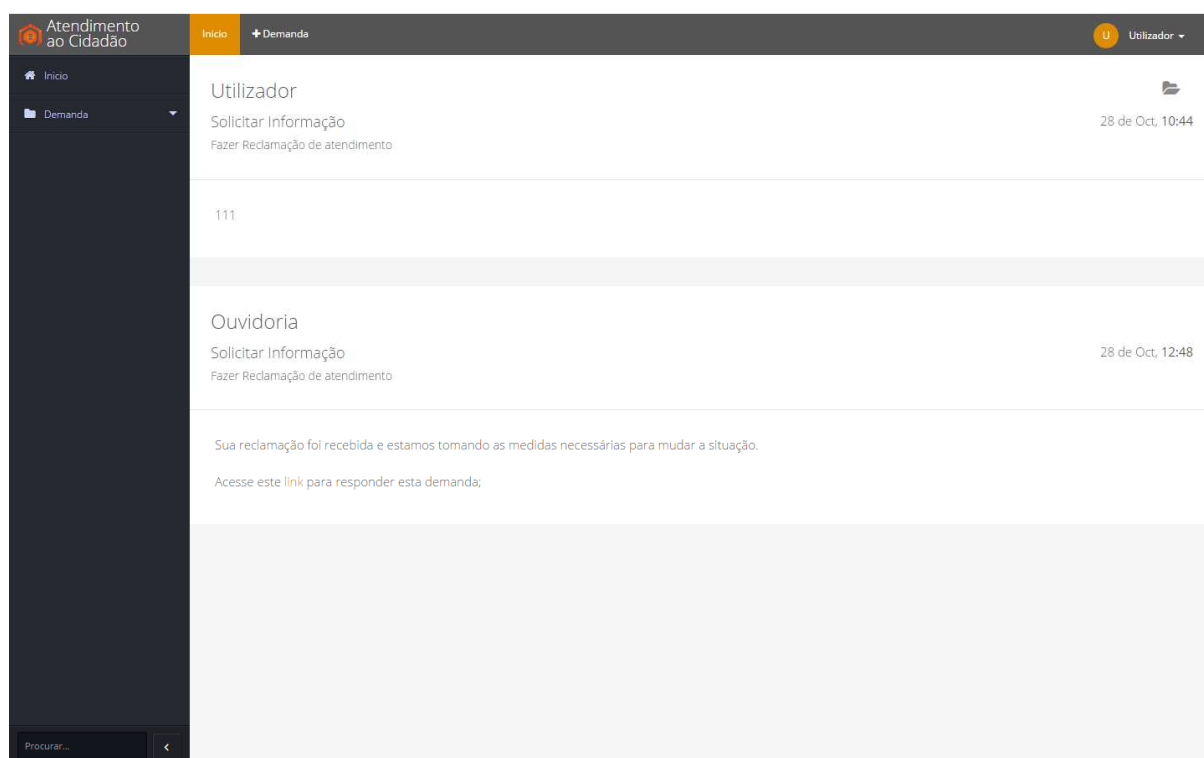 Atendimento
ao Cidadão
Inicio
Demanda
U
Utilizador
Inicio
Demanda
Utilizador
Solicitar Informação
28 de Oct, 10:44
Fazer Reclamação de atendimento
111
Ouvidoria
Solicitar Informação
28 de Oct, 12:48
Fazer Reclamação de atendimento
Sua reclamação foi recebida e estamos tomando as medidas necessárias para mudar a situação.
Acesse este link para responder esta demanda;
Procurar...